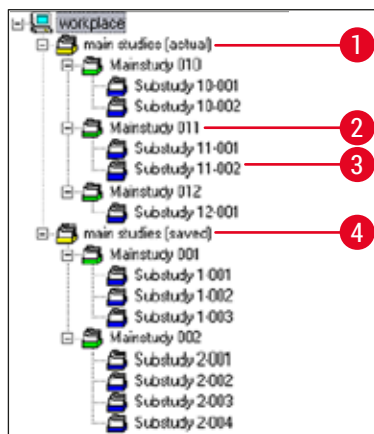 workplace
main studies (actual) 1
Mainstudy 010
Substudy 10-001
Substudy 10-002
Mainstudy 011 2
Substudy 11-001
Substudy 11-002 3
Mainstudy 012
Substudy 12-001
main studies (saved) 4
Mainstudy 001
Substudy 1-001
Substudy 1-002
Substudy 1-003
Mainstudy 002
Substudy 2-001
Substudy 2-002
Substudy 2-003
Substudy 2-004